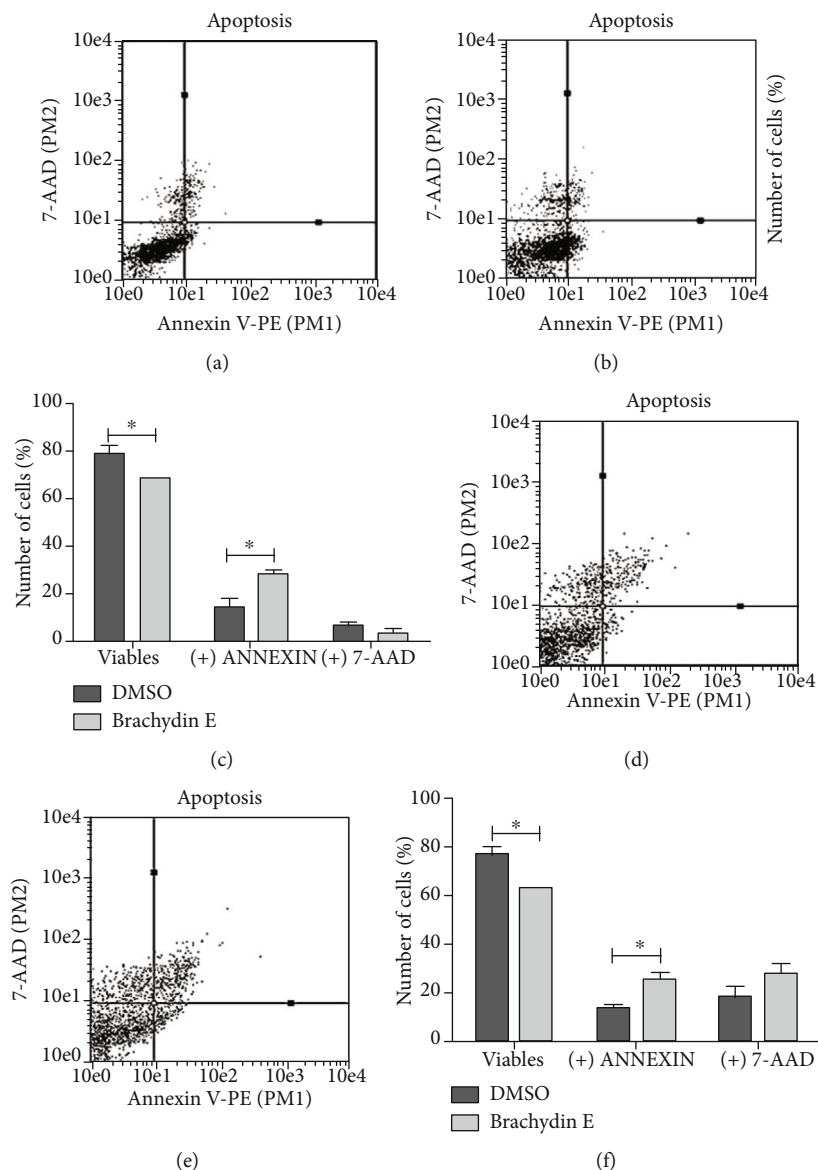 Apoptosis
10e4
10e3
10e2
10e1
10e0
7-AAD (PM2)
10e0 10e1 10e2 10e3 10e4
Annexin V-PE (PM1)
(a)
Apoptosis
10e4
10e3
10e2
10e1
10e0
7-AAD (PM2)
Number of cells (%)
10e0 10e1 10e2 10e3 10e4
Annexin V-PE (PM1)
(b)
100
80
60
40
20
0
Number of cells (%)
*
*
Viables (+) ANNEXIN (+) 7-AAD
DMSO
Brachydin E
(c)
Apoptosis
10e4
10e3
10e2
10e1
10e0
7-AAD (PM2)
10e0 10e1 10e2 10e3 10e4
Annexin V-PE (PM1)
(d)
Apoptosis
10e4
10e3
10e2
10e1
10e0
7-AAD (PM2)
10e0 10e1 10e2 10e3 10e4
Annexin V-PE (PM1)
(e)
100
80
60
40
20
0
Number of cells (%)
*
*
Viables (+) ANNEXIN (+) 7-AAD
DMSO
Brachydin E
(f)